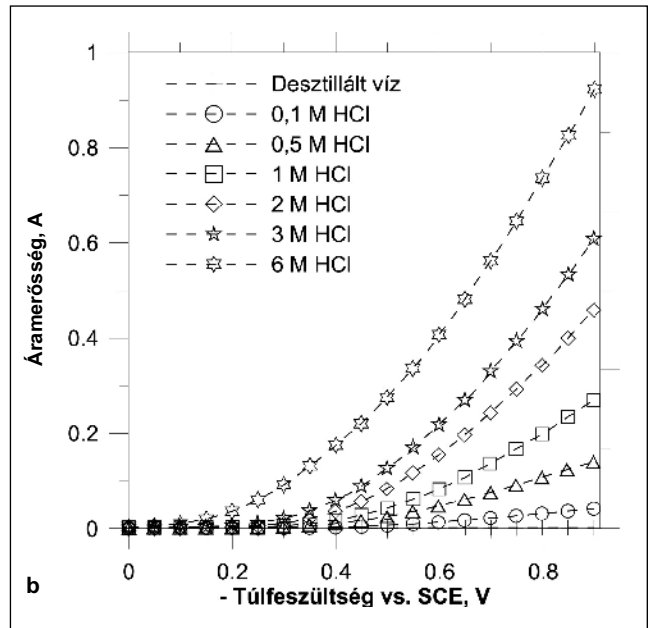 1
0.8
0.6
0.4
0.2
0
Áramerősség, A
Desztillált víz
0,1 M HCl
0,5 M HCl
1 M HCl
2 M HCl
3 M HCl
6 M HCl
0 0.2 0.4 0.6 0.8
- Túlfeszültség vs. SCE, V
b